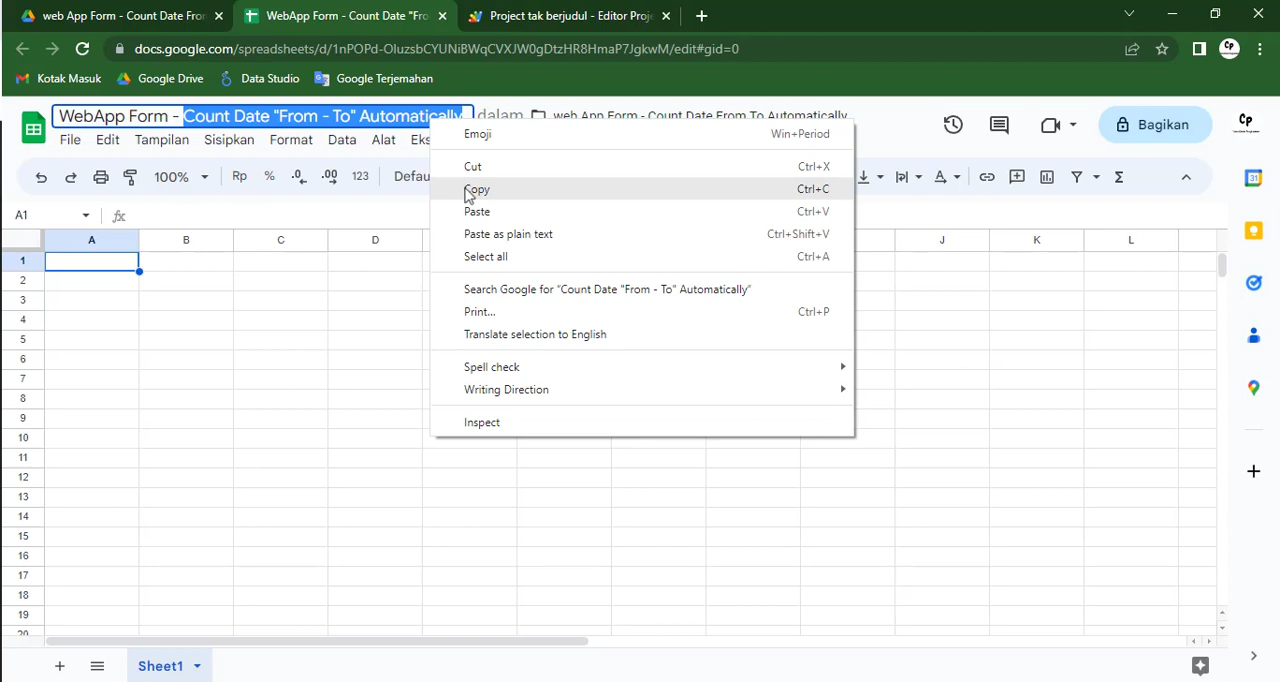 web App Form - Count Date From
WebApp Form - Count Date "Fro
Project tak berjudul - Editor Proj
docs.google.com/spreadsheets/d/1nPOPd-OluzsbCYUNiBWqCVXJW0gDtzHR8HmaP7JgkwM/edit#gid=0
Kotak Masuk
Google Drive
Data Studio
Google Terjemahan
WebApp Form - Count Date "From - To" Automatically
dalam
web App Form - Count Date From To Automatically
File
Edit
Tampilan
Sisipkan
Format
Data
Alat
Eks
Bagikan
Cp
100%
Rp
%
.0
.00
123
Defau
A1
fx
Emoji Win+Period
Cut Ctrl+X
Copy Ctrl+C
Paste Ctrl+V
Paste as plain text Ctrl+Shift+V
Select all Ctrl+A
Search Google for "Count Date "From - To" Automatically"
Print... Ctrl+P
Translate selection to English
Spell check
Writing Direction
Inspect
A B C D J K L
1
2
3
4
5
6
7
8
9
10
11
12
13
14
15
16
17
18
19
20
Sheet1